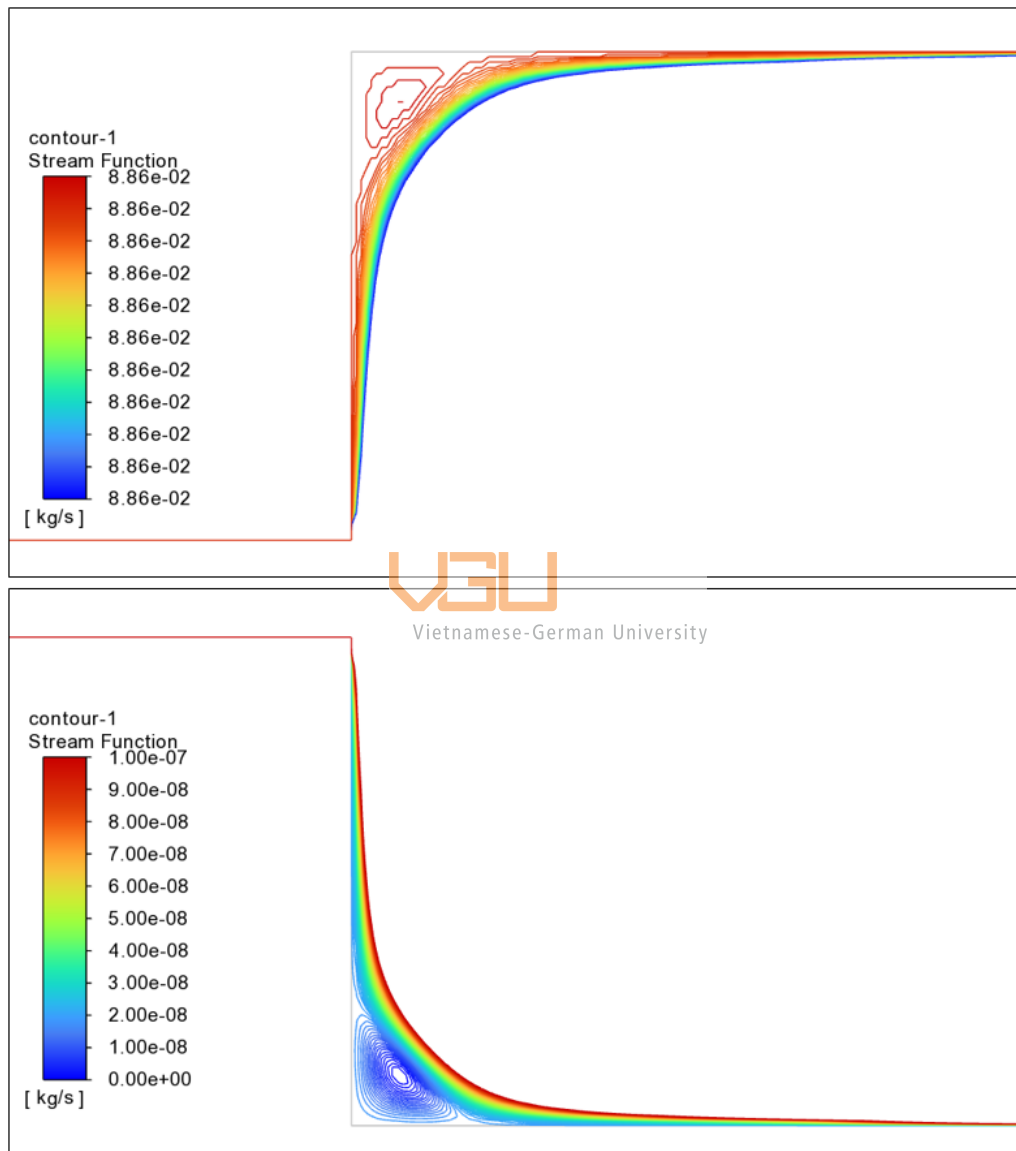 contour-1
Stream Function
8.86e-02
8.86e-02
8.86e-02
8.86e-02
8.86e-02
8.86e-02
8.86e-02
8.86e-02
8.86e-02
8.86e-02
8.86e-02
[ kg/s ]
VGU
Vietnamese-German University
contour-1
Stream Function
1.00e-07
9.00e-08
8.00e-08
7.00e-08
6.00e-08
5.00e-08
4.00e-08
3.00e-08
2.00e-08
1.00e-08
0.00e+00
[ kg/s ]